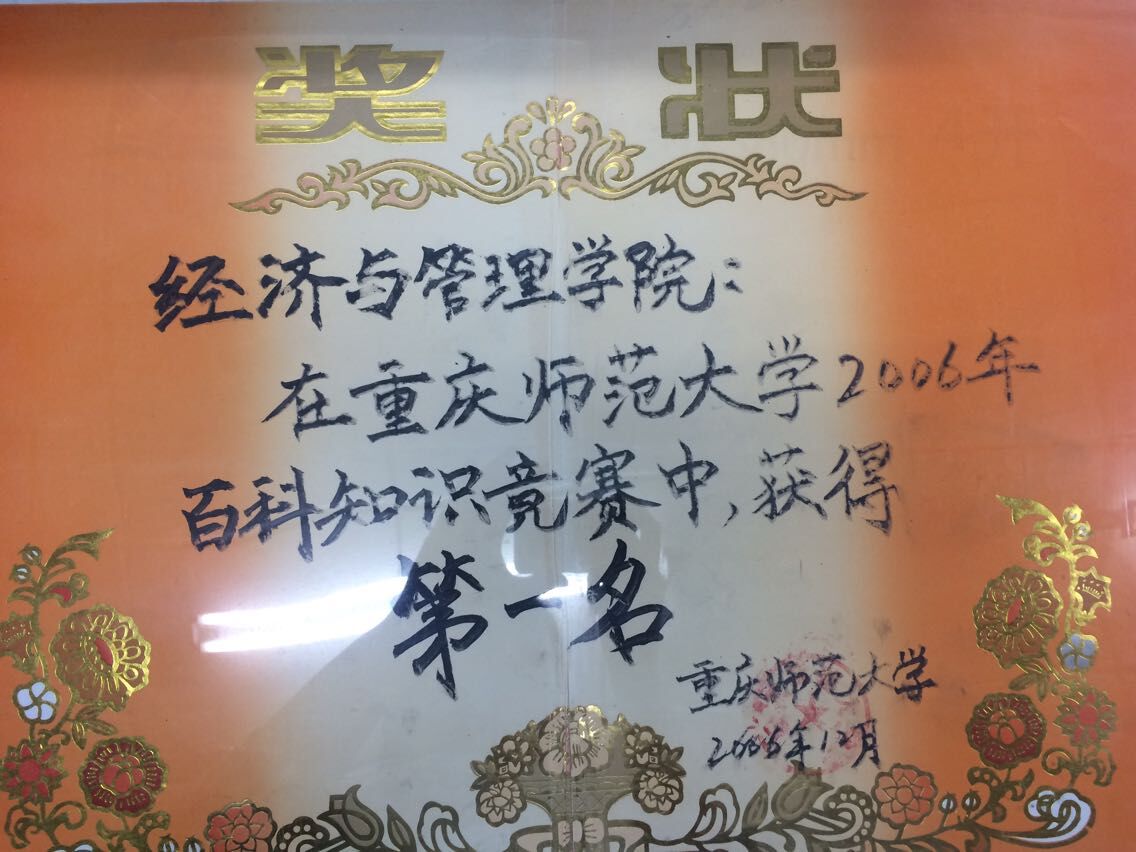 奖状
经济与管理学院：
在重庆师范大学2006年
百科知识竞赛中，获得
第一名
重庆师范大学
2006年12月